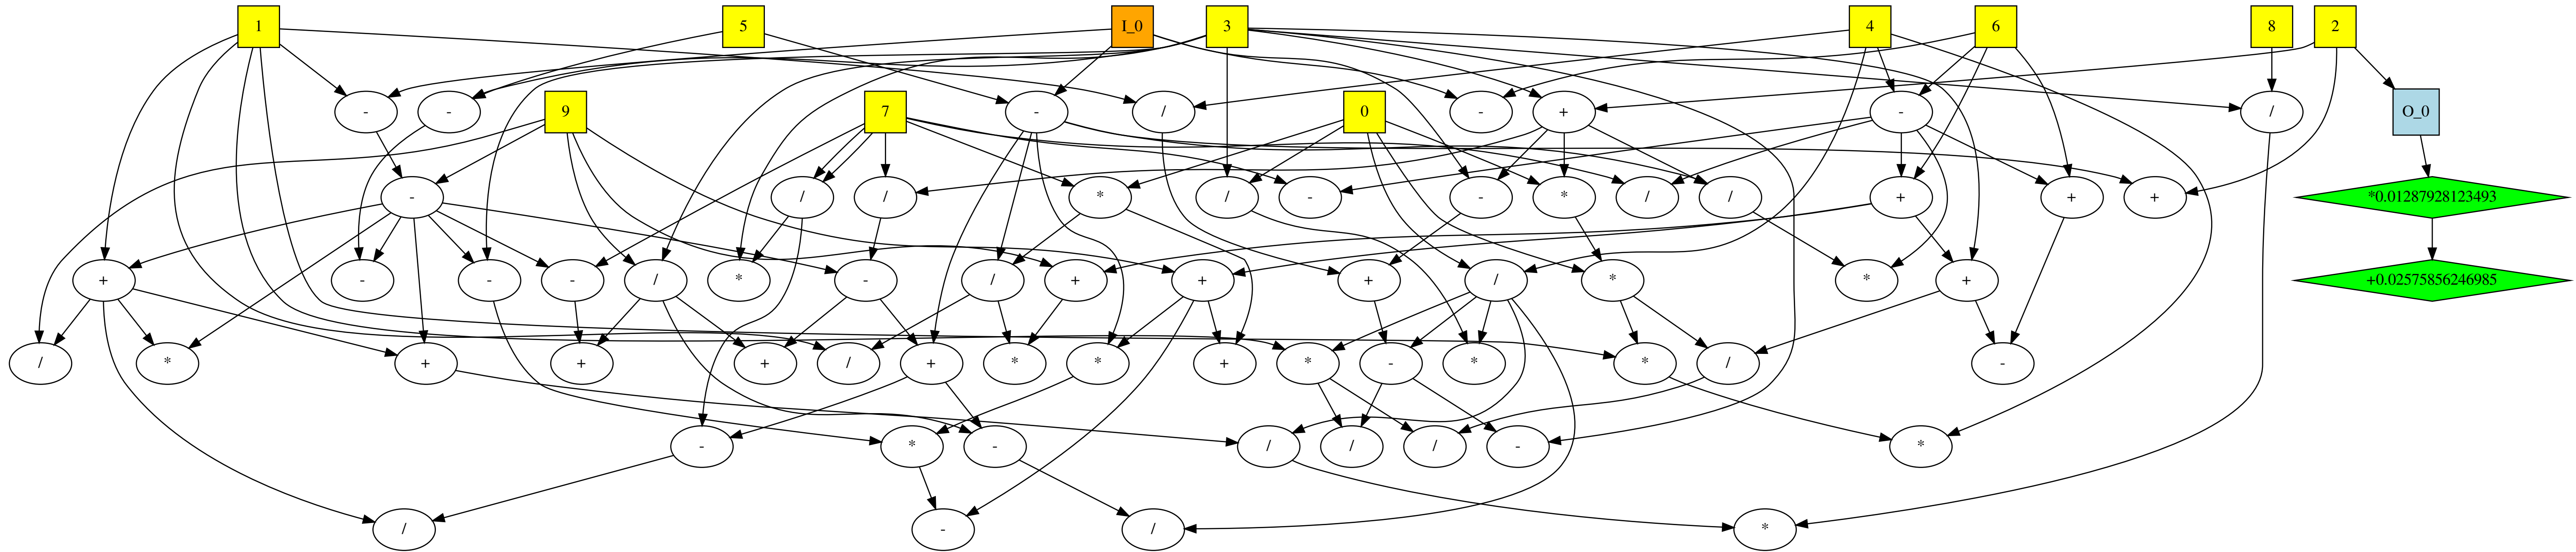 1 5 I_0 3 4 6 8 2
- - 9 7 - / 0 - + - / O_0
- / / * / - - * / / + + + *0.01287928123493
+ - - - / * - / + + + / * * + +0.02575856246985
/ * + + + / + * * + * - * * / -
- * - / / / - *
/ - / *